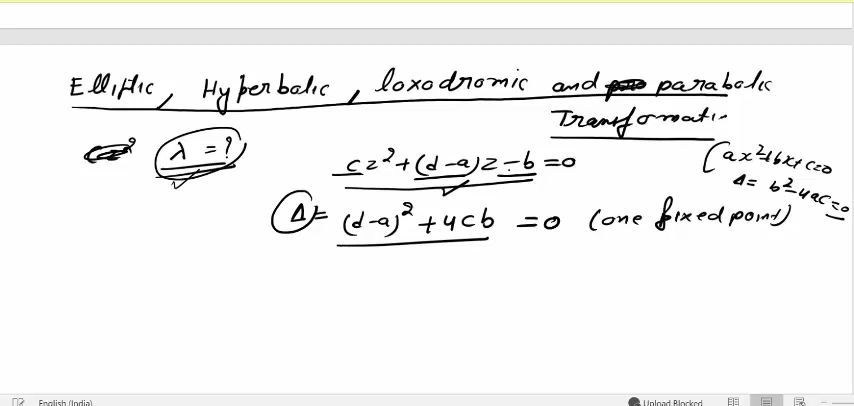 Elliptic, Hyperbolic, loxodromic and parabolic
Transformati
λ = ?
cz²+(d-a)z-b=0
(ax²+bx+c=0
Δ= b²-4ac=0
Δ= (d-a)²+4cb =0 (one fixed point)
English (India)
Upload Blocked